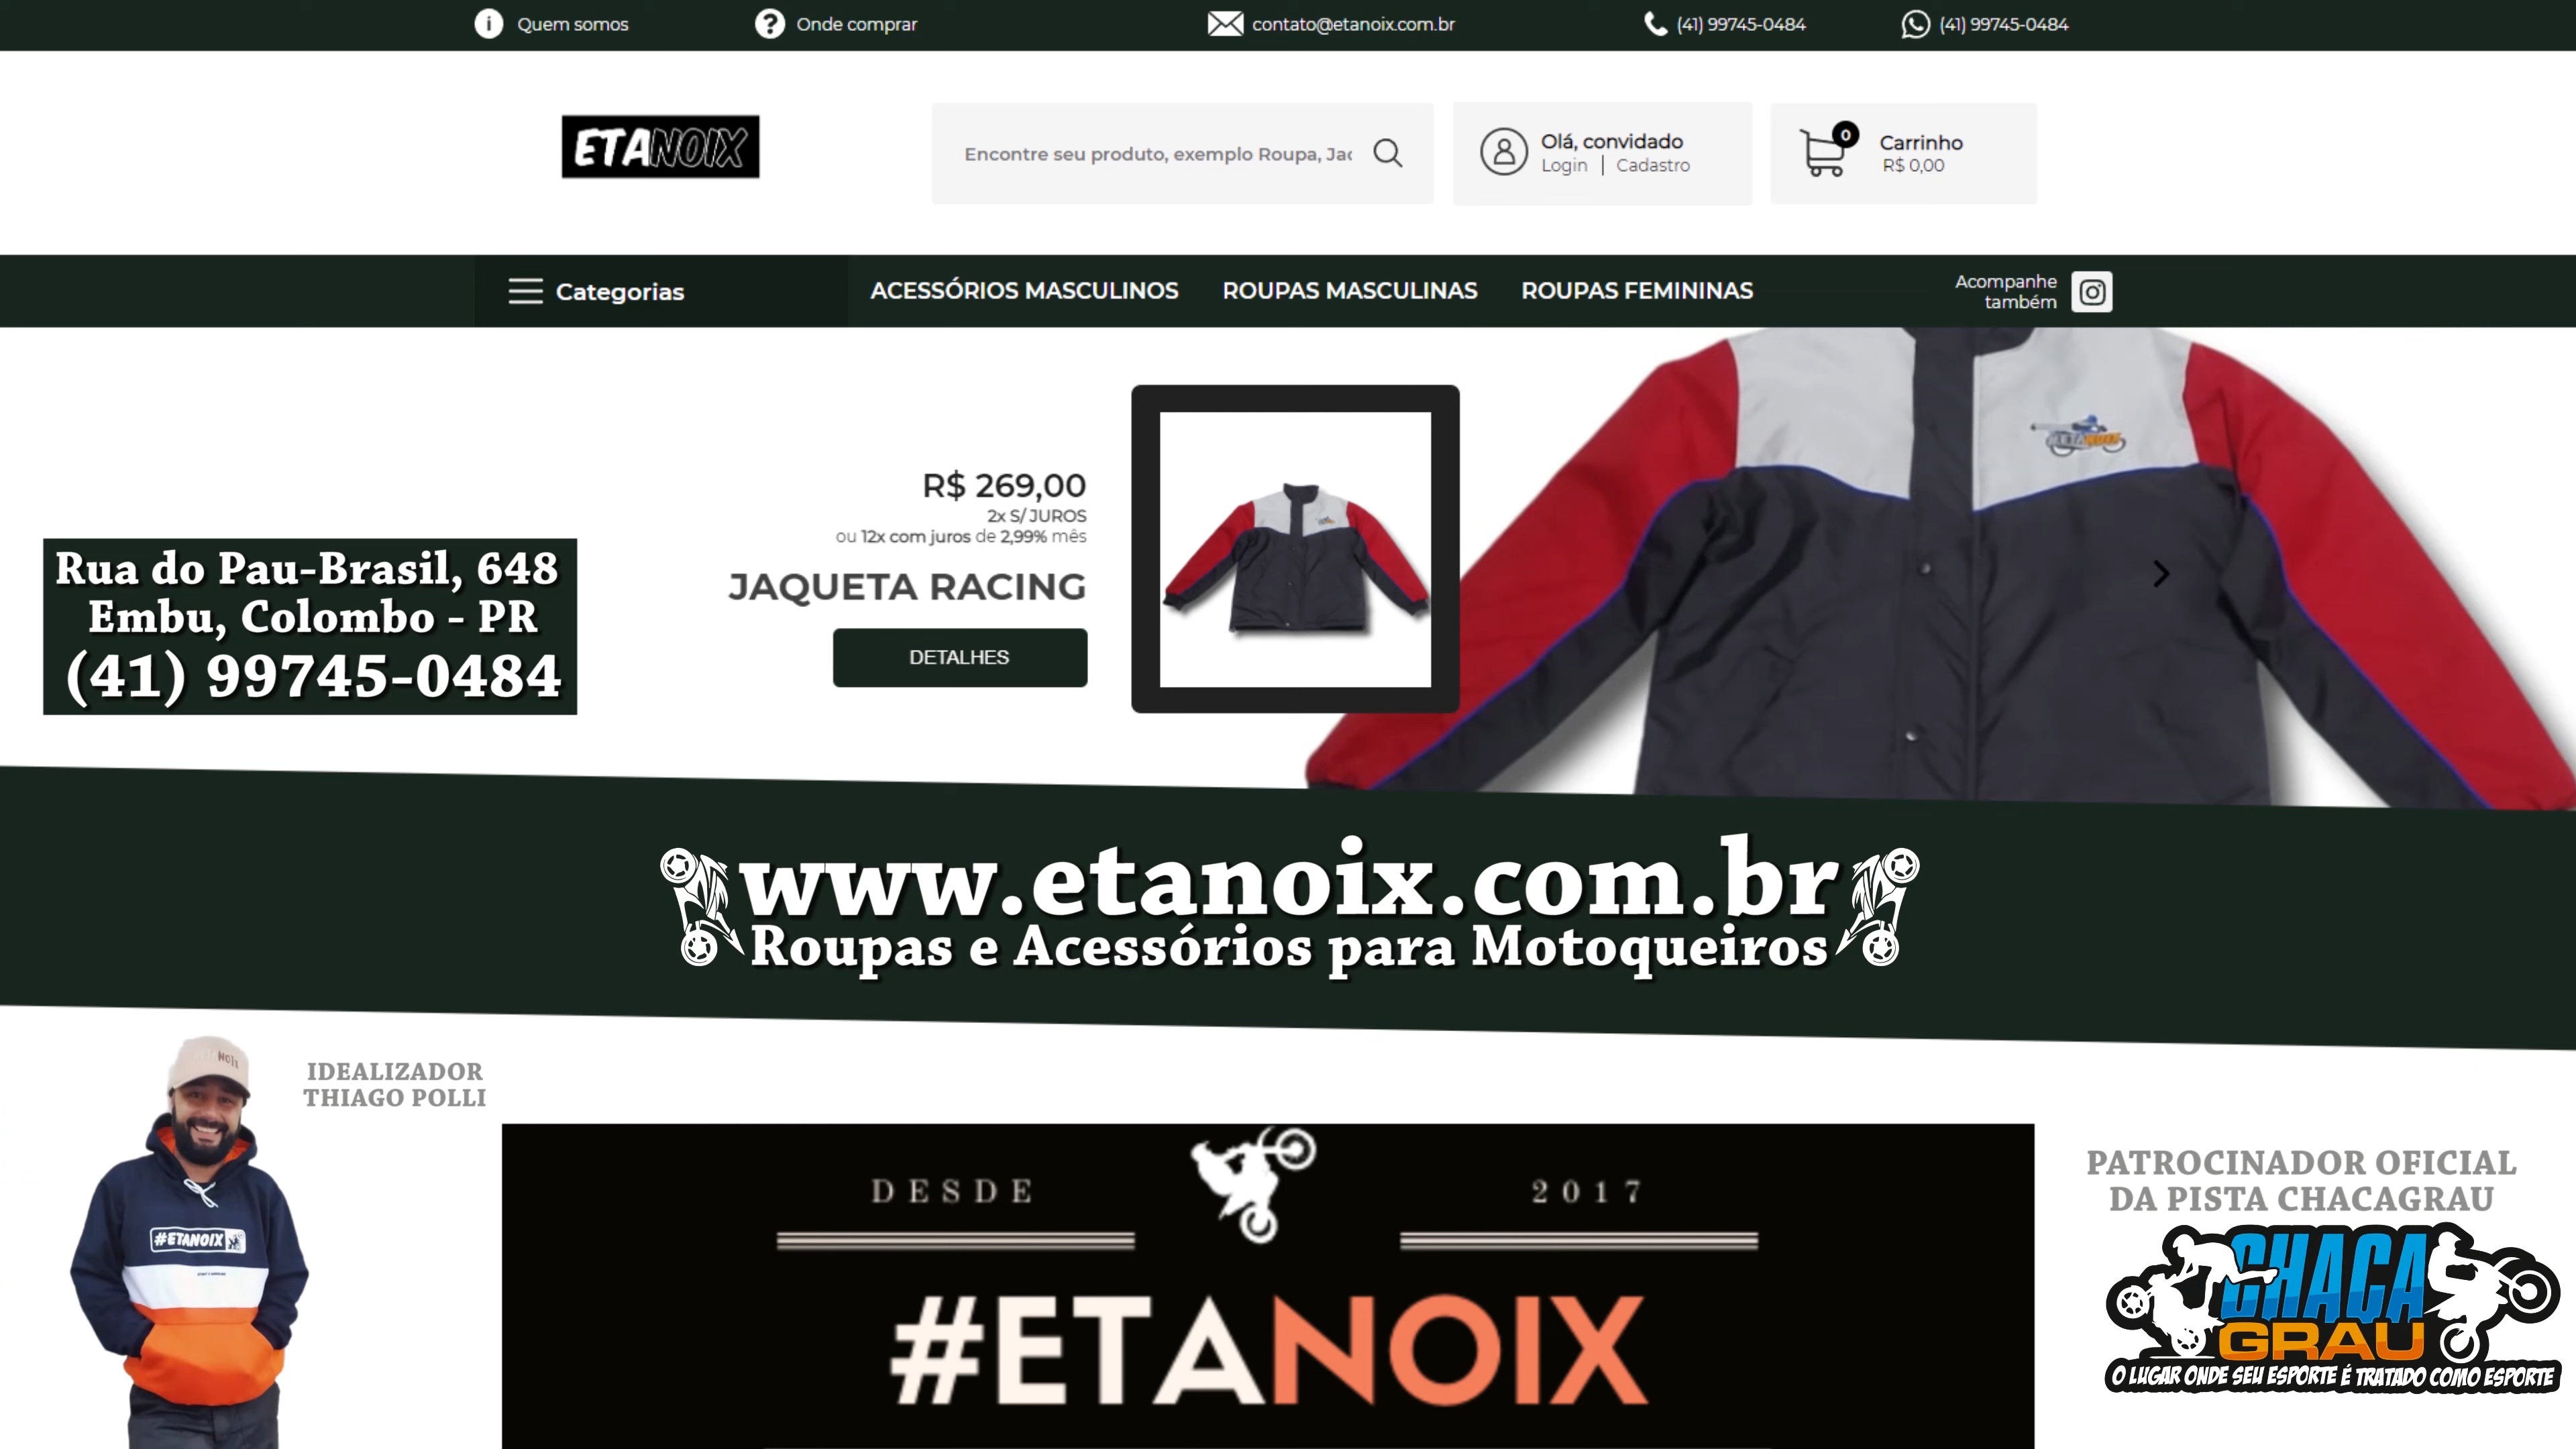 Quem somos
Onde comprar
contato@etanoix.com.br
(41) 99745-0484
(41) 99745-0484
ETANOIX
Encontre seu produto, exemplo Roupa, Jac
Olá, convidado
Login | Cadastro
0
Carrinho
R$ 0,00
Categorias
ACESSÓRIOS MASCULINOS
ROUPAS MASCULINAS
ROUPAS FEMININAS
Acompanhe
também
R$ 269,00
2x S/ JUROS
ou 12x com juros de 2,99% mês
JAQUETA RACING
DETALHES
ETANOIX
Rua do Pau-Brasil, 648
Embu, Colombo - PR
(41) 99745-0484
www.etanoix.com.br
Roupas e Acessórios para Motoqueiros
IDEALIZADOR
THIAGO POLLI
#ETANOIX
DESDE
2017
#ETANOIX
PATROCINADOR OFICIAL
DA PISTA CHACAGRAU
CHACA
GRAU
O LUGAR ONDE SEU ESPORTE É TRATADO COMO ESPORTE